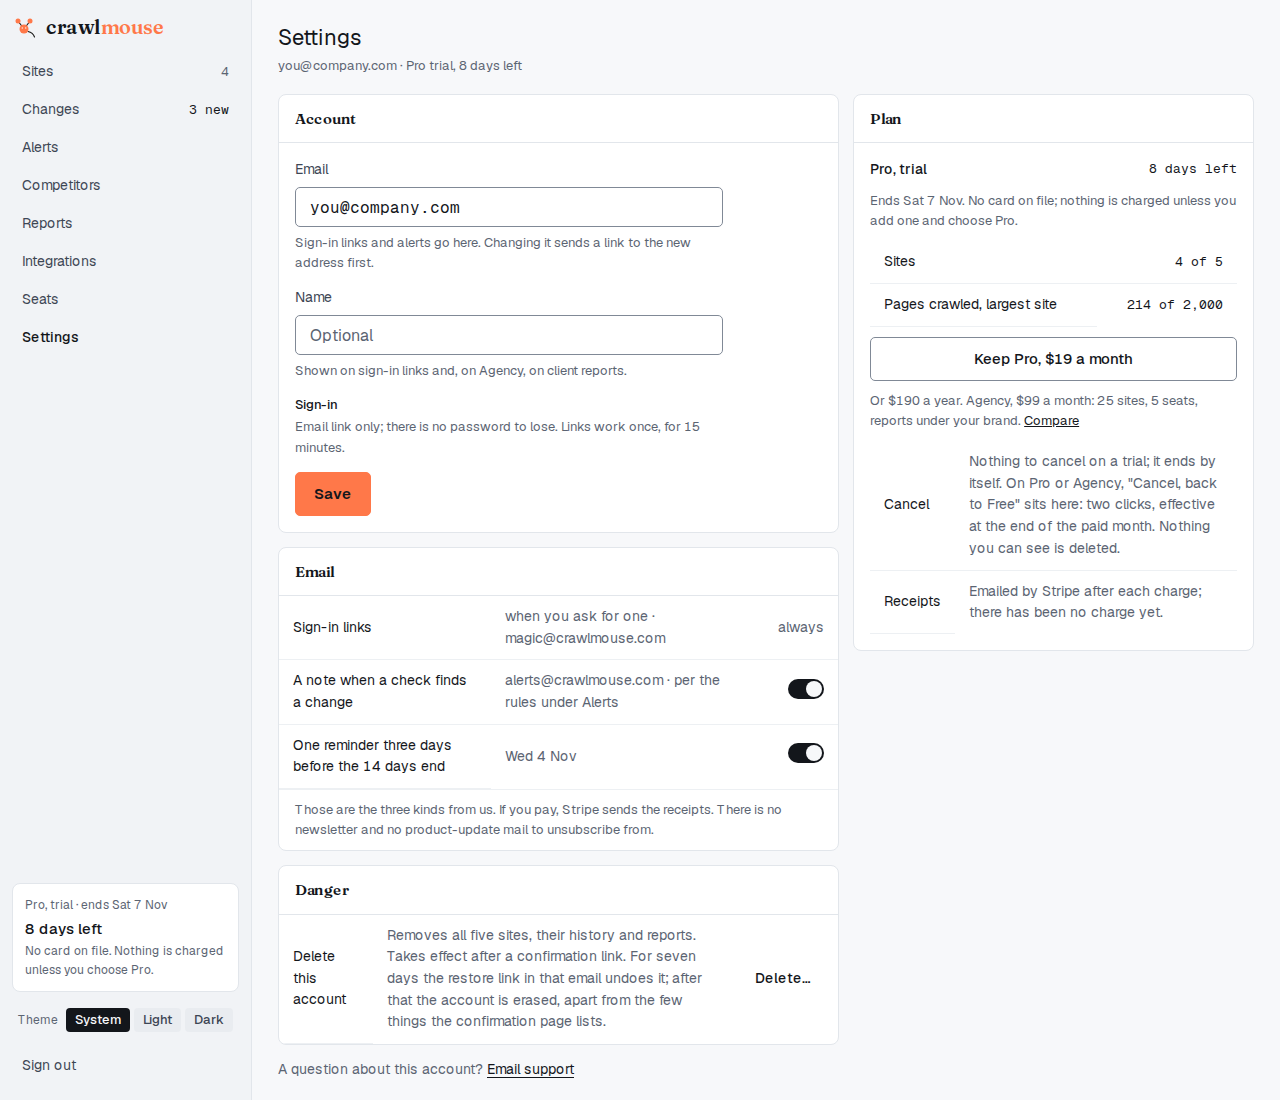 crawlmouse
Sites 4
Changes 3 new
Alerts
Competitors
Reports
Integrations
Seats
Settings
Pro, trial · ends Sat 7 Nov
8 days left
No card on file. Nothing is charged
unless you choose Pro.
Theme System Light Dark
Sign out
Settings
you@company.com · Pro trial, 8 days left
Account
Email
you@company.com
Sign-in links and alerts go here. Changing it sends a link to the new
address first.
Name
Optional
Shown on sign-in links and, on Agency, on client reports.
Sign-in
Email link only; there is no password to lose. Links work once, for 15
minutes.
Save
Email
Sign-in links
when you ask for one ·
magic@crawlmouse.com
always
A note when a check finds
a change
alerts@crawlmouse.com · per the
rules under Alerts
One reminder three days
before the 14 days end
Wed 4 Nov
Those are the three kinds from us. If you pay, Stripe sends the receipts. There is no
newsletter and no product-update mail to unsubscribe from.
Danger
Delete
this
account
Removes all five sites, their history and reports.
Takes effect after a confirmation link. For seven
days the restore link in that email undoes it; after
that the account is erased, apart from the few
things the confirmation page lists.
Delete…
A question about this account? Email support
Plan
Pro, trial 8 days left
Ends Sat 7 Nov. No card on file; nothing is charged unless you
add one and choose Pro.
Sites 4 of 5
Pages crawled, largest site 214 of 2,000
Keep Pro, $19 a month
Or $190 a year. Agency, $99 a month: 25 sites, 5 seats,
reports under your brand. Compare
Cancel
Nothing to cancel on a trial; it ends by
itself. On Pro or Agency, "Cancel, back
to Free" sits here: two clicks, effective
at the end of the paid month. Nothing
you can see is deleted.
Receipts
Emailed by Stripe after each charge;
there has been no charge yet.